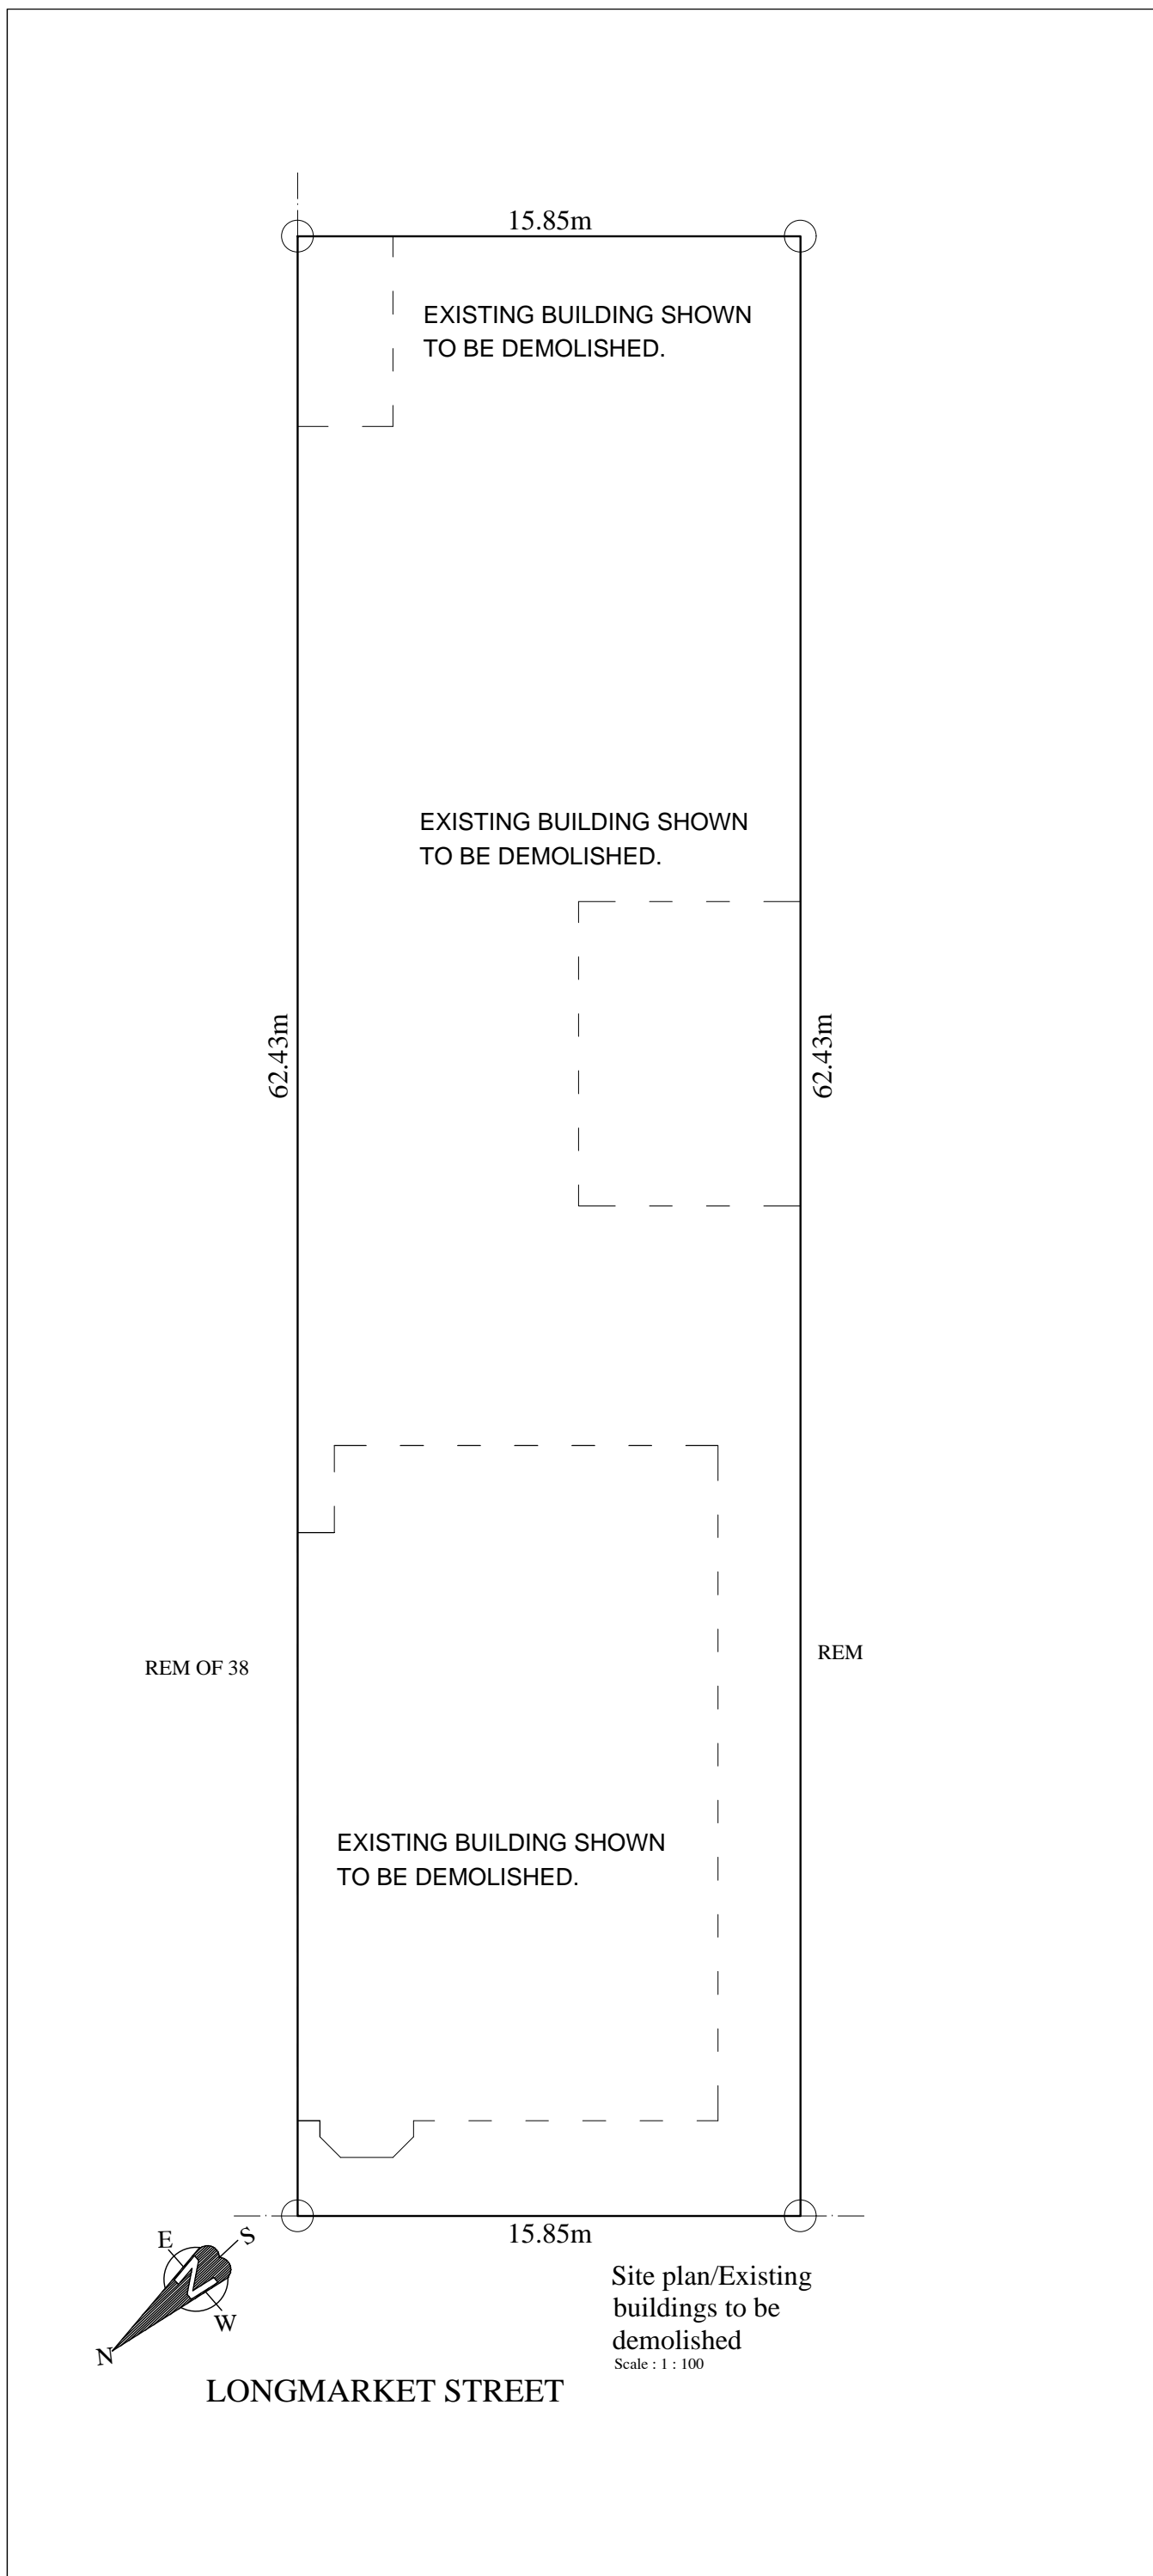 15.85m
EXISTING BUILDING SHOWN
TO BE DEMOLISHED.
EXISTING BUILDING SHOWN
TO BE DEMOLISHED.
62.43m
62.43m
REM OF 38
REM
EXISTING BUILDING SHOWN
TO BE DEMOLISHED.
15.85m
E
S
N
W
N
Site plan/Existing
buildings to be
demolished
Scale : 1 : 100
LONGMARKET STREET